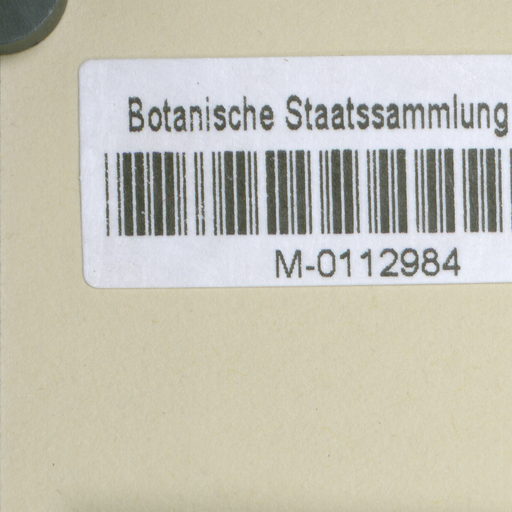 Botanische Staatssammlung
M-0112984